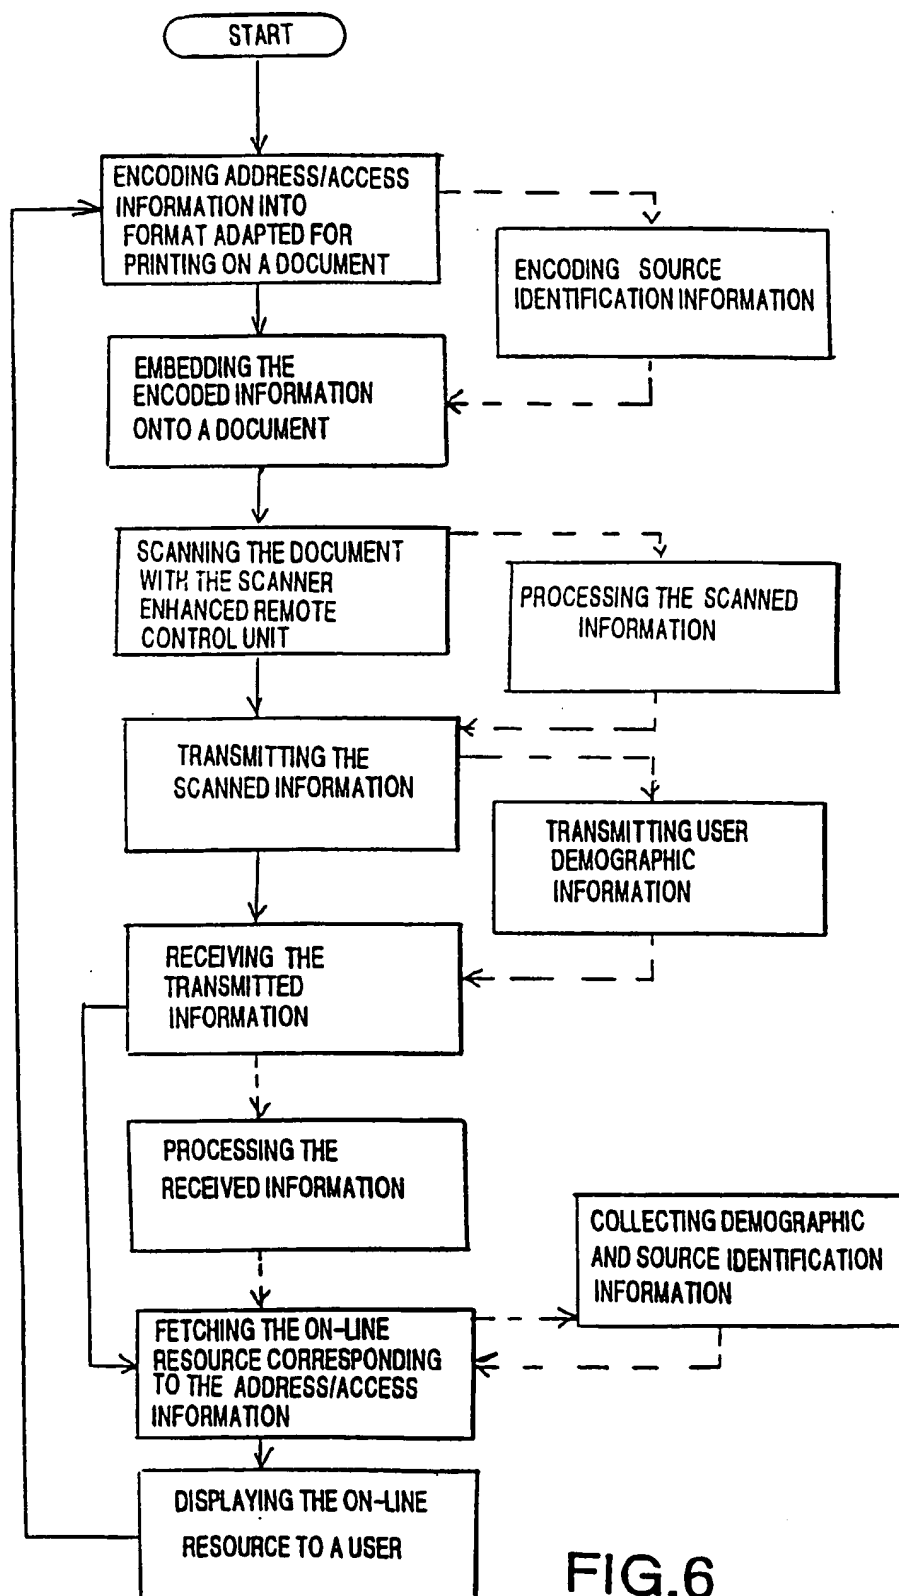 START
ENCODING ADDRESS/ACCESS
INFORMATION INTO
FORMAT ADAPTED FOR
PRINTING ON A DOCUMENT
ENCODING SOURCE
IDENTIFICATION INFORMATION
EMBEDDING THE
ENCODED INFORMATION
ONTO A DOCUMENT
SCANNING THE DOCUMENT
WITH THE SCANNER
ENHANCED REMOTE
CONTROL UNIT
PROCESSING THE SCANNED
INFORMATION
TRANSMITTING THE
SCANNED INFORMATION
TRANSMITTING USER
DEMOGRAPHIC
INFORMATION
RECEIVING THE
TRANSMITTED
INFORMATION
PROCESSING THE
RECEIVED INFORMATION
COLLECTING DEMOGRAPHIC
AND SOURCE IDENTIFICATION
INFORMATION
FETCHING THE ON-LINE
RESOURCE CORRESPONDING
TO THE ADDRESS/ACCESS
INFORMATION
DISPLAYING THE ON-LINE
RESOURCE TO A USER
FIG.6